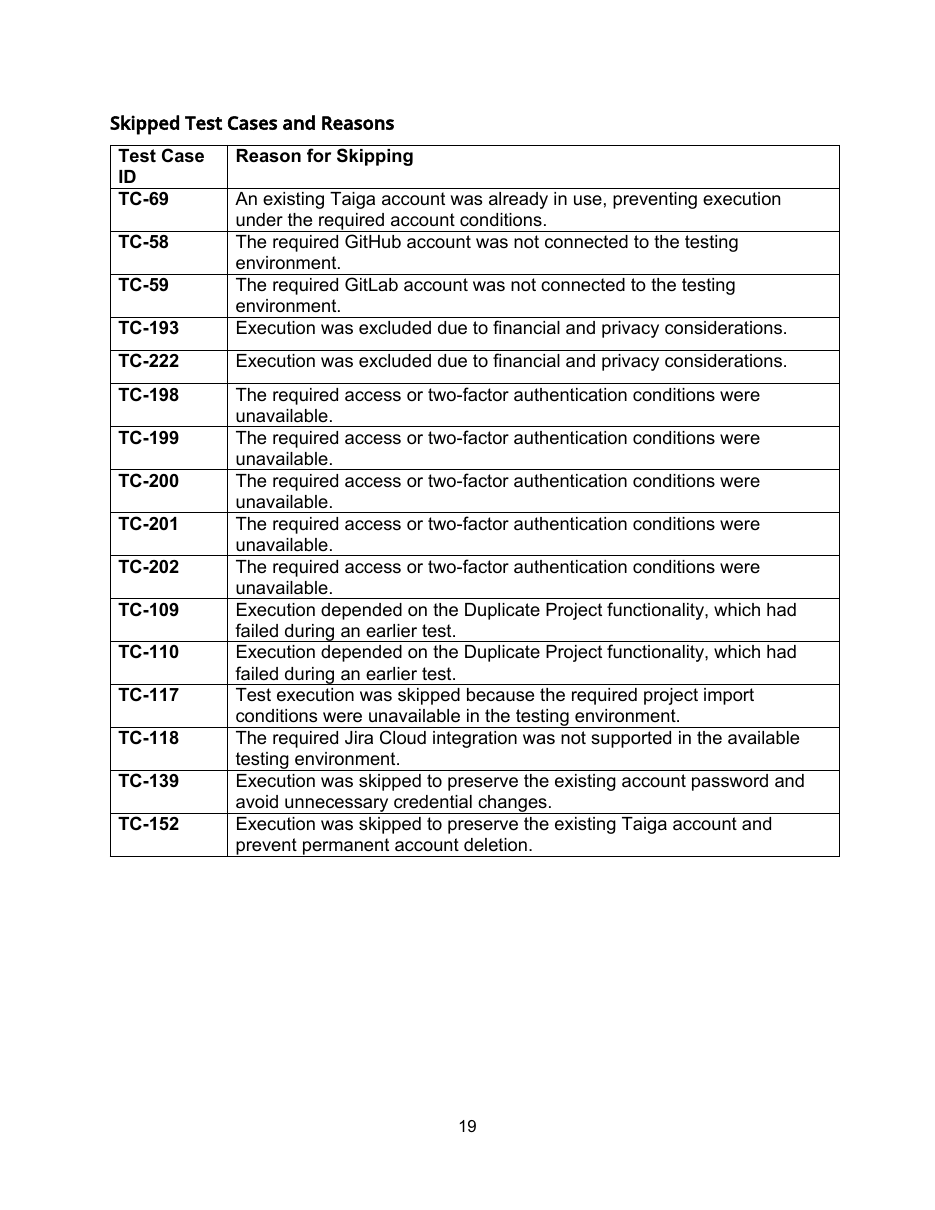 Skipped Test Cases and Reasons
Test Case
ID
Reason for Skipping
TC-69
An existing Taiga account was already in use, preventing execution
under the required account conditions.
TC-58
The required GitHub account was not connected to the testing
environment.
TC-59
The required GitLab account was not connected to the testing
environment.
TC-193
Execution was excluded due to financial and privacy considerations.
TC-222
Execution was excluded due to financial and privacy considerations.
TC-198
The required access or two-factor authentication conditions were
unavailable.
TC-199
The required access or two-factor authentication conditions were
unavailable.
TC-200
The required access or two-factor authentication conditions were
unavailable.
TC-201
The required access or two-factor authentication conditions were
unavailable.
TC-202
The required access or two-factor authentication conditions were
unavailable.
TC-109
Execution depended on the Duplicate Project functionality, which had
failed during an earlier test.
TC-110
Execution depended on the Duplicate Project functionality, which had
failed during an earlier test.
TC-117
Test execution was skipped because the required project import
conditions were unavailable in the testing environment.
TC-118
The required Jira Cloud integration was not supported in the available
testing environment.
TC-139
Execution was skipped to preserve the existing account password and
avoid unnecessary credential changes.
TC-152
Execution was skipped to preserve the existing Taiga account and
prevent permanent account deletion.
19